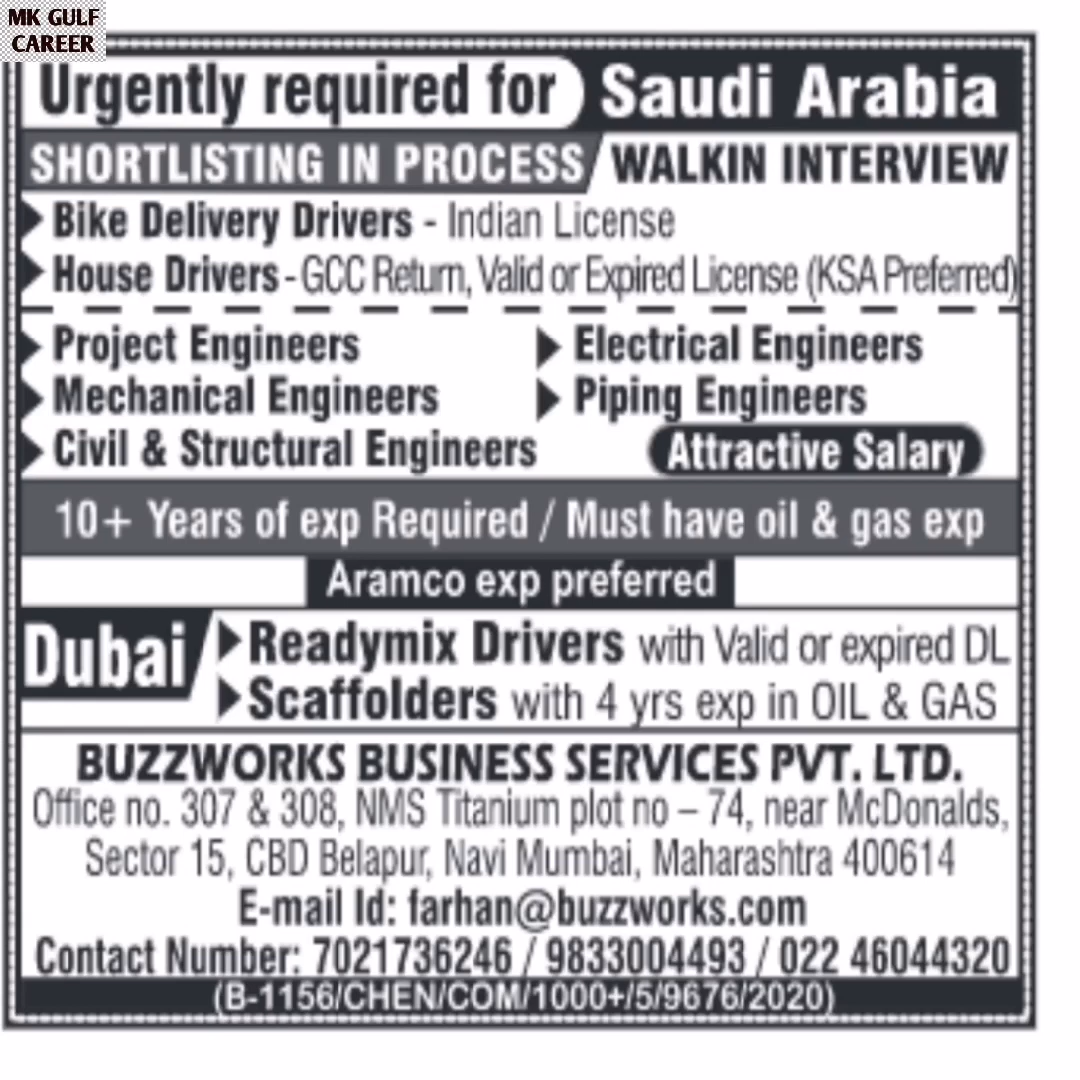 MK GULF
CAREER
Urgently required for Saudi Arabia
SHORTLISTING IN PROCESS / WALKIN INTERVIEW
Bike Delivery Drivers - Indian License
House Drivers - GCC Return, Valid or Expired License (KSA Preferred)
Project Engineers
Electrical Engineers
Mechanical Engineers
Piping Engineers
Civil & Structural Engineers
Attractive Salary
10+ Years of exp Required / Must have oil & gas exp
Aramco exp preferred
Dubai
Readymix Drivers with Valid or expired DL
Scaffolders with 4 yrs exp in OIL & GAS
BUZZWORKS BUSINESS SERVICES PVT. LTD.
Office no. 307 & 308, NMS Titanium plot no – 74, near McDonalds,
Sector 15, CBD Belapur, Navi Mumbai, Maharashtra 400614
E-mail Id: farhan@buzzworks.com
Contact Number: 7021736246 / 9833004493 / 022 46044320
(B-1156/CHEN/COM/1000+/5/9676/2020)